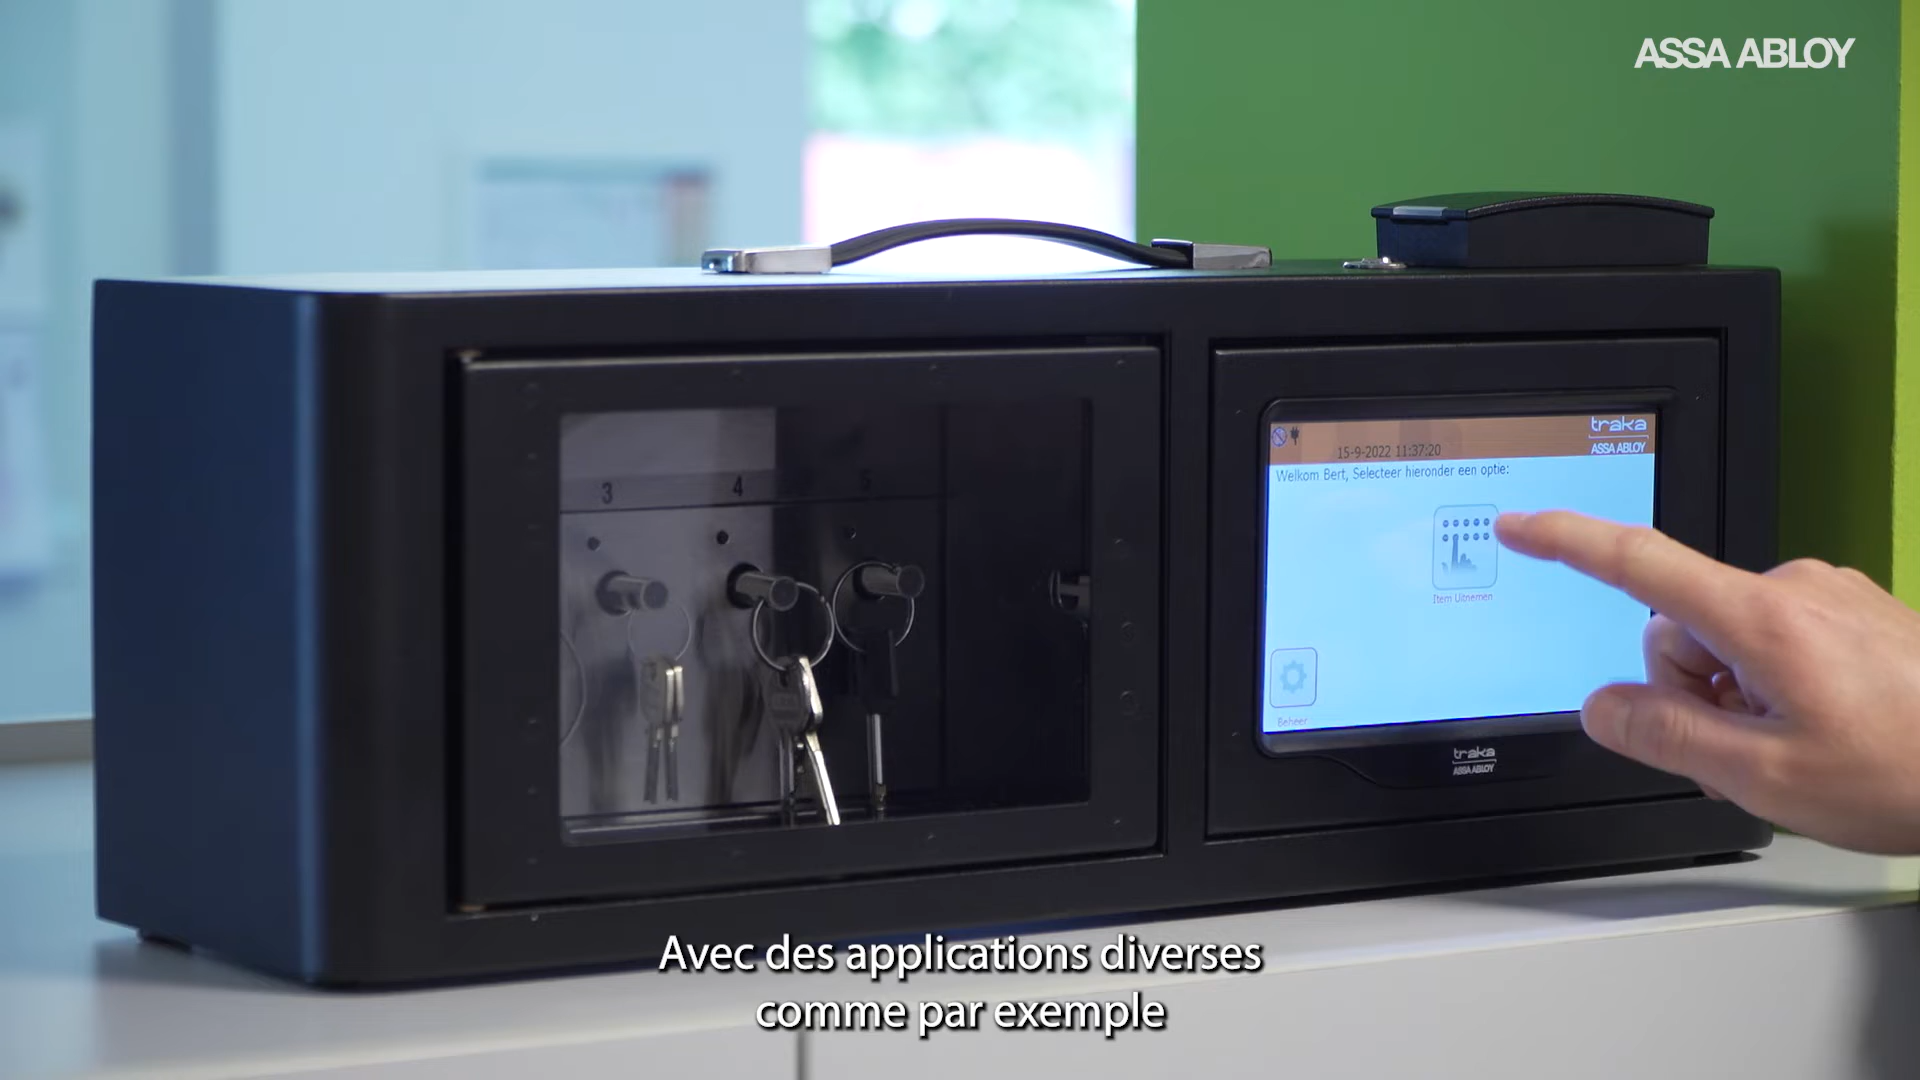 ASSA ABLOY
traka
ASSA ABLOY
15-9-2022 11:37:20
Welkom Bert, Selecteer hieronder een optie:
3
4
5
Item Uitnemen
Beheer
traka
ASSA ABLOY
Avec des applications diverses
comme par exemple